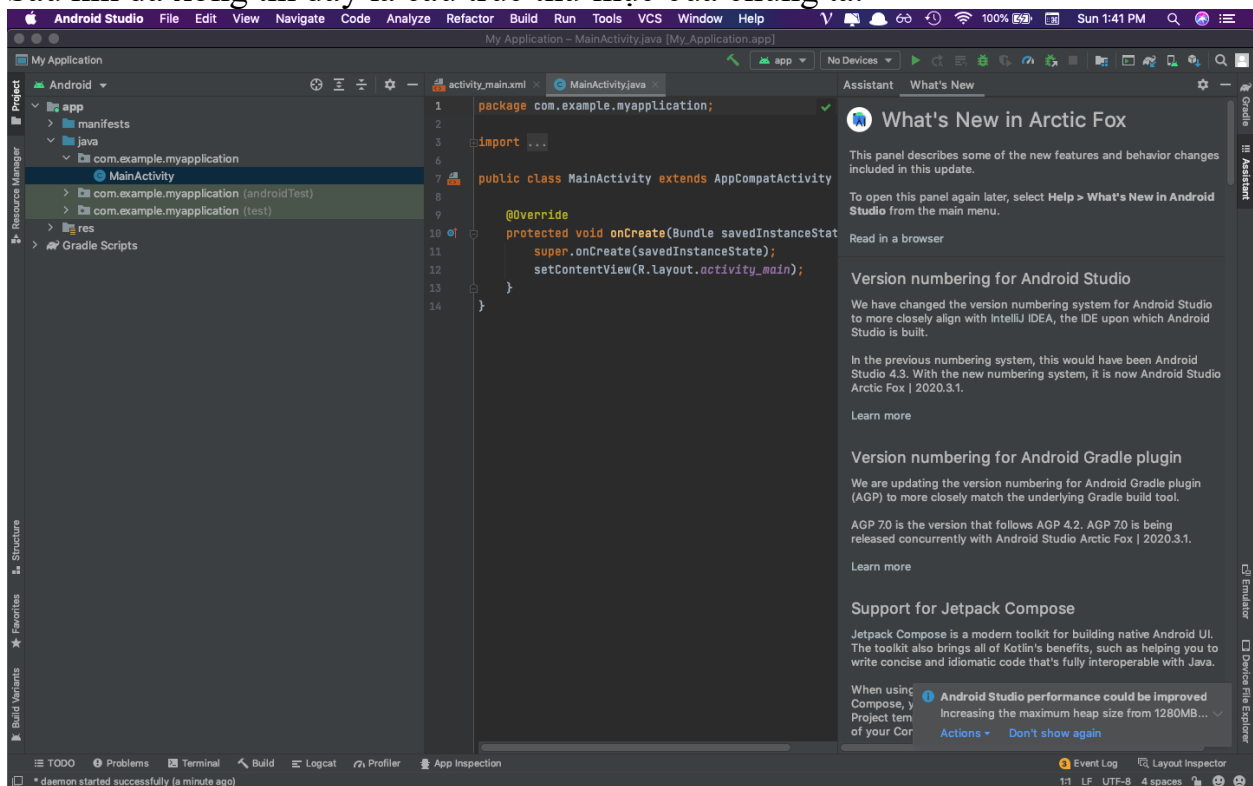 Android Studio File Edit View Navigate Code Analyze Refactor Build Run Tools VCS Window Help 100% Sun 1:41 PM
My Application – MainActivity.java [My_Application.app]
My Application app No Devices
Android activity_main.xml MainActivity.java Assistant What's New
Project
Resource Manager
Structure
Favorites
Build Variants
app
manifests
java
com.example.myapplication
MainActivity
com.example.myapplication (androidTest)
com.example.myapplication (test)
res
Gradle Scripts
1 package com.example.myapplication;
2
3 import ...
6
7 public class MainActivity extends AppCompatActivity
8
9 @Override
10 protected void onCreate(Bundle savedInstanceStat
11 super.onCreate(savedInstanceState);
12 setContentView(R.layout.activity_main);
13 }
14 }
What's New in Arctic Fox
This panel describes some of the new features and behavior changes
included in this update.
To open this panel again later, select Help > What's New in Android
Studio from the main menu.
Read in a browser
Version numbering for Android Studio
We have changed the version numbering system for Android Studio
to more closely align with IntelliJ IDEA, the IDE upon which Android
Studio is built.
In the previous numbering system, this would have been Android
Studio 4.3. With the new numbering system, it is now Android Studio
Arctic Fox | 2020.3.1.
Learn more
Version numbering for Android Gradle plugin
We are updating the version numbering for Android Gradle plugin
(AGP) to more closely match the underlying Gradle build tool.
AGP 7.0 is the version that follows AGP 4.2. AGP 7.0 is being
released concurrently with Android Studio Arctic Fox | 2020.3.1.
Learn more
Support for Jetpack Compose
Jetpack Compose is a modern toolkit for building native Android UI.
The toolkit also brings all of Kotlin's benefits, such as helping you to
write concise and idiomatic code that's fully interoperable with Java.
When using
Compose, y
Project tem
of your Cor
Android Studio performance could be improved
Increasing the maximum heap size from 1280MB...
Actions Don't show again
Gradle
Assistant
Emulator
Device File Explorer
TODO Problems Terminal Build Logcat Profiler App Inspection 3 Event Log Layout Inspector
* daemon started successfully (a minute ago) 1:1 LF UTF-8 4 spaces